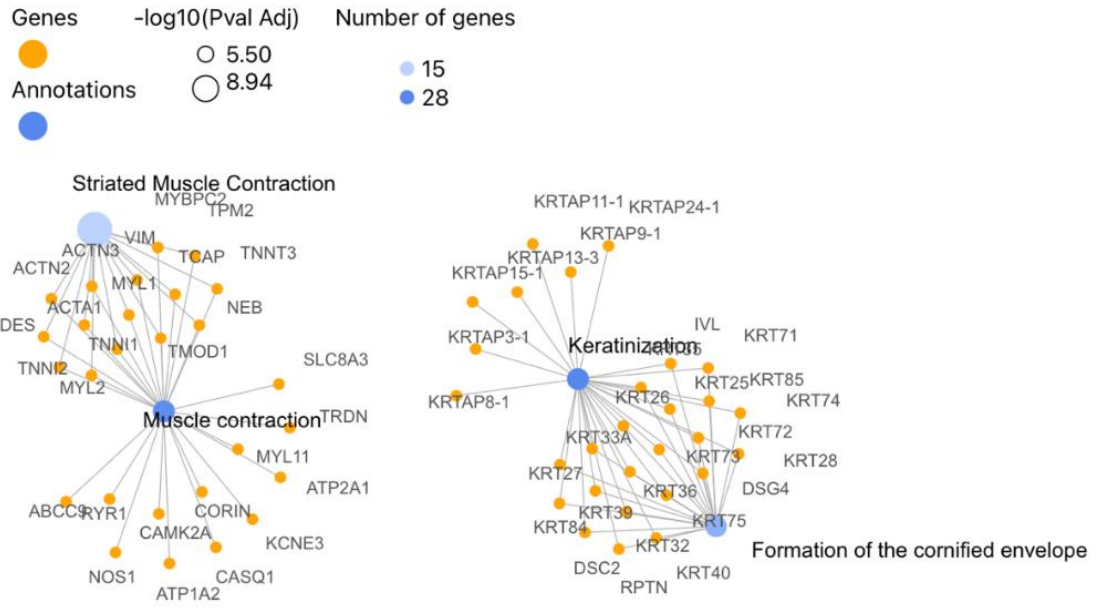 Genes
-log10(Pval Adj)
Number of genes
5.50
8.94
15
28
Annotations
Striated Muscle Contraction
MYBPC2
TPM2
VIM
ACTN3
TCAP
TNNT3
ACTN2
MYL1
ACTA1
NEB
DES
TNNI1
TMOD1
TNNI2
MYL2
SLC8A3
Muscle contraction
TRDN
MYL11
ATP2A1
ABCC9
RYR1
CORIN
CAMK2A
KCNE3
NOS1
CASQ1
ATP1A2
KRTAP11-1
KRTAP24-1
KRTAP9-1
KRTAP13-3
KRTAP15-1
KRTAP3-1
Keratinization
IVL
KRT71
KRTAP8-1
KRT26
KRT25
KRT85
KRT74
KRT33A
KRT72
KRT73
KRT28
KRT27
KRT36
DSG4
KRT39
KRT75
KRT84
KRT32
Formation of the cornified envelope
DSC2
KRT40
RPTN